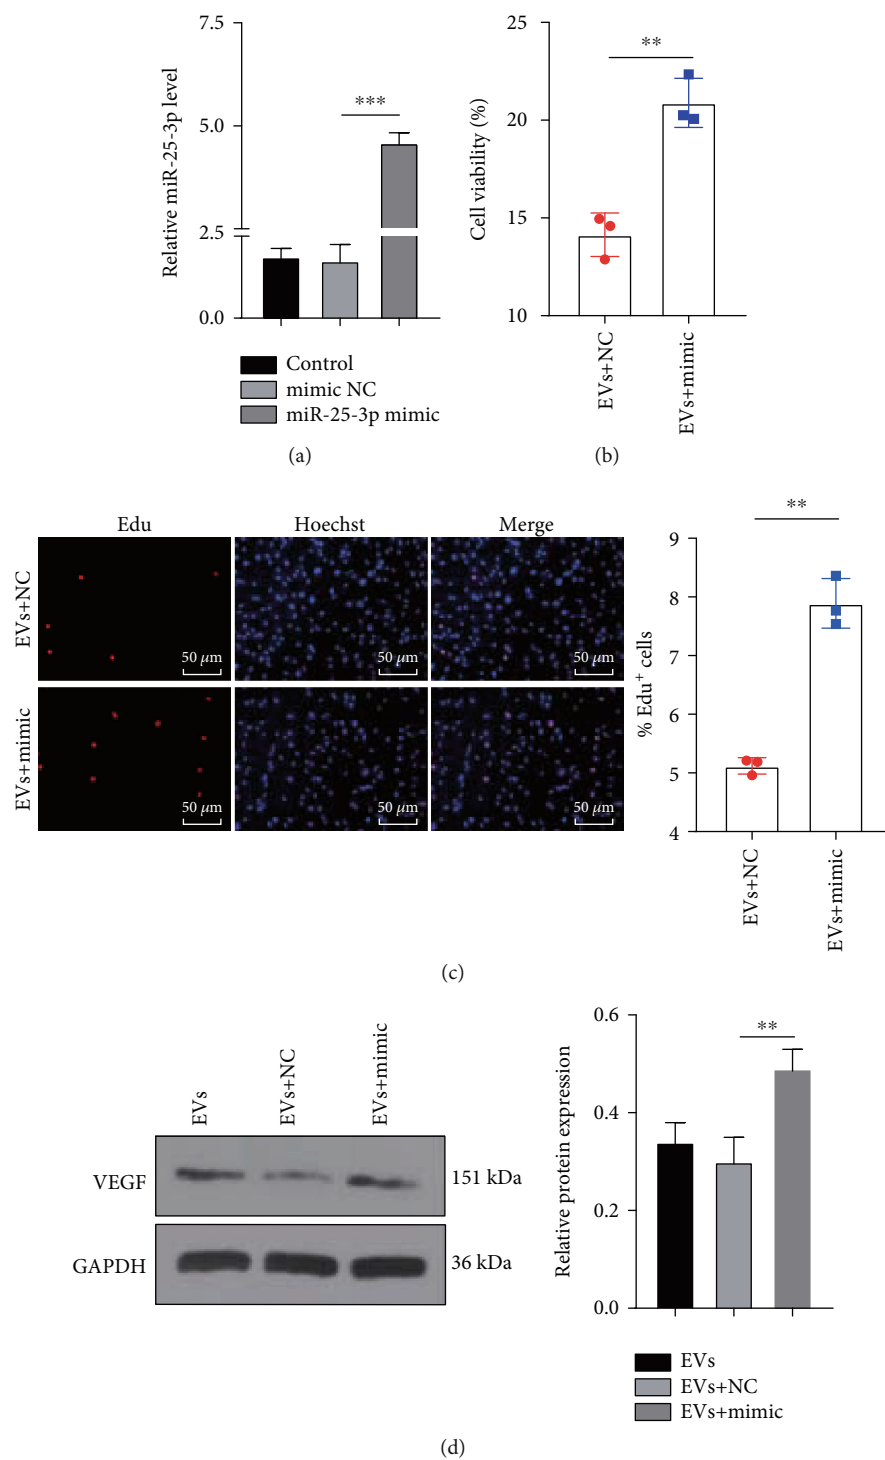 Relative miR-25-3p level
7.5
5.0
2.5
0.0
***
Control
mimic NC
miR-25-3p mimic
(a)
Cell viability (%)
25
20
15
10
**
EVs+NC
EVs+mimic
(b)
Edu
Hoechst
Merge
EVs+NC
50 μm
50 μm
50 μm
EVs+mimic
50 μm
50 μm
50 μm
% Edu⁺ cells
9
8
7
6
5
4
**
EVs+NC
EVs+mimic
(c)
EVs
EVs+NC
EVs+mimic
VEGF
151 kDa
GAPDH
36 kDa
Relative protein expression
0.6
0.4
0.2
0.0
**
EVs
EVs+NC
EVs+mimic
(d)